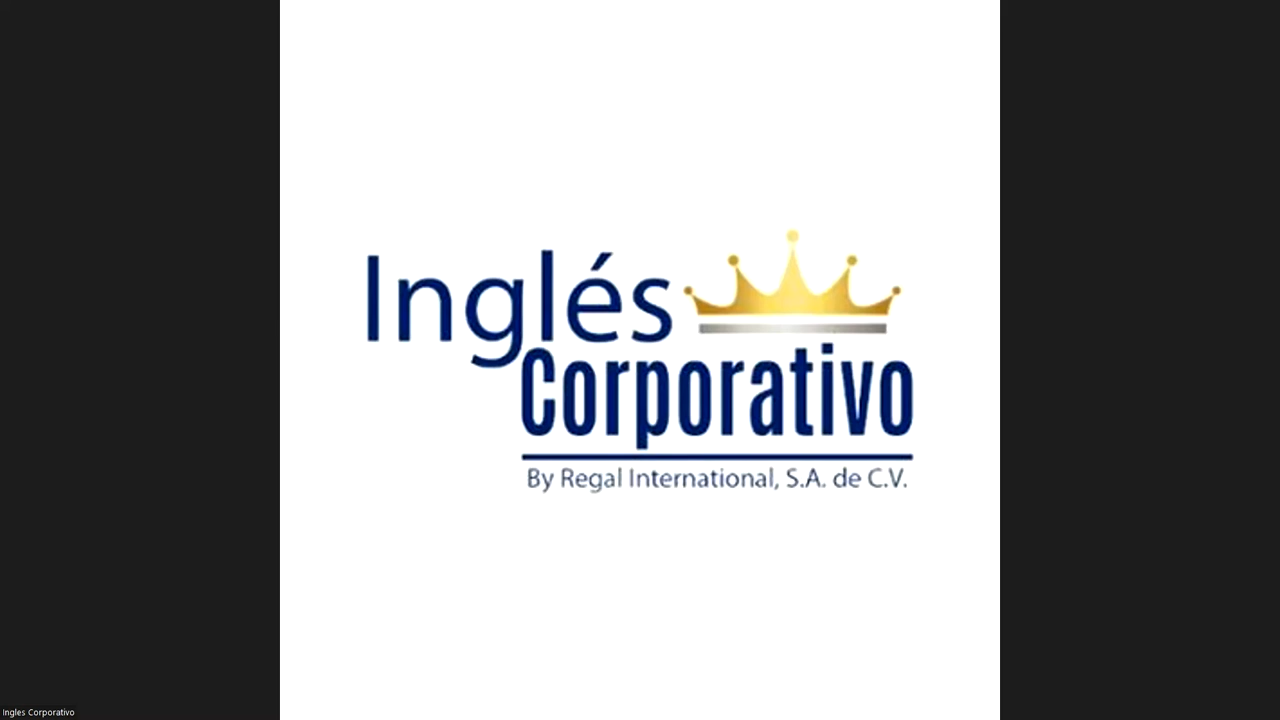 Inglés
Corporativo
By Regal International, S.A. de C.V.
Ingles Corporativo